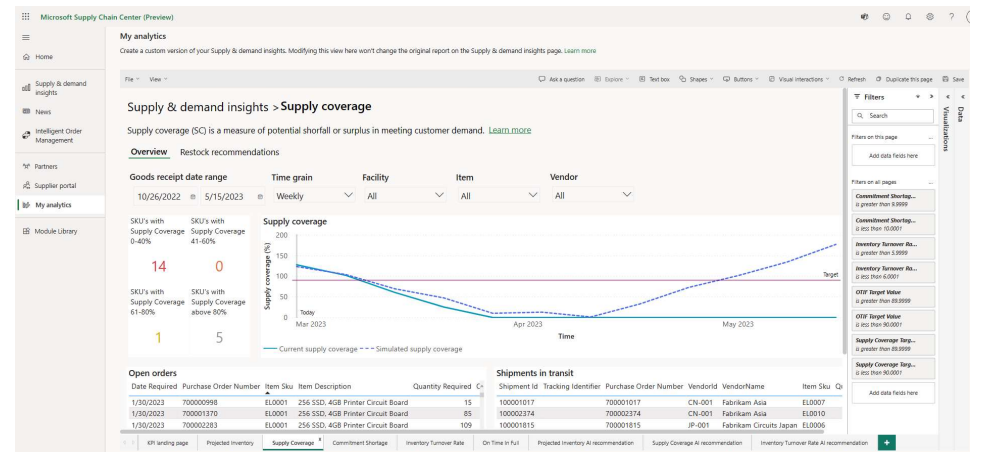 Microsoft Supply Chain Center (Preview)
?
Home
Supply & demand
insights
News
Intelligent Order
Management
Partners
Supplier portal
My analytics
Module Library
My analytics
Create a custom version of your Supply & demand insights. Modifying this view here won't change the original report on the Supply & demand insights page. Learn more
File View Ask a question Explore Text box Shapes Buttons Visual interactions Refresh Duplicate this page Save
Supply & demand insights > Supply coverage
Supply coverage (SC) is a measure of potential shorfall or surplus in meeting customer demand. Learn more
Overview Restock recommendations
Goods receipt date range Time grain Facility Item Vendor
10/26/2022 5/15/2023 Weekly All All All
SKU's with
Supply Coverage
0-40%
14
SKU's with
Supply Coverage
41-60%
0
SKU's with
Supply Coverage
61-80%
1
SKU's with
Supply Coverage
above 80%
5
Supply coverage
Supply coverage (%)
200
150
100
50
0
Target
Today
Mar 2023 Apr 2023 May 2023
Time
Current supply coverage Simulated supply coverage
Open orders
Date Required Purchase Order Number Item Sku Item Description Quantity Required
1/30/2023 700000998 EL0001 256 SSD, 4GB Printer Circuit Board 15
1/30/2023 700001370 EL0001 256 SSD, 4GB Printer Circuit Board 85
1/30/2023 700002283 EL0001 256 SSD, 4GB Printer Circuit Board 109
Shipments in transit
Shipment Id Tracking Identifier Purchase Order Number VendorId VendorName Item Sku
100001017 700001017 CN-001 Fabrikam Asia EL0007
100002374 700002374 CN-001 Fabrikam Asia EL0010
100001815 700001815 JP-001 Fabrikam Circuits Japan EL0006
KPI landing page Projected Inventory Supply Coverage Commitment Shortage Inventory Turnover Rate On Time In Full Projected Inventory AI recommendation Supply Coverage AI recommendation Inventory Turnover Rate AI recommendation +
Filters
Search
Filters on this page ...
Add data fields here
Filters on all pages ...
Commitment Shortag...
is greater than 9.9999
Commitment Shortag...
is less than 10.0001
Inventory Turnover Ra...
is greater than 5.9999
Inventory Turnover Ra...
is less than 6.0001
OTIF Target Value
is greater than 89.9999
OTIF Target Value
is less than 90.0001
Supply Coverage Targ...
is greater than 89.9999
Supply Coverage Targ...
is less than 90.0001
Add data fields here
Visualizations
Data